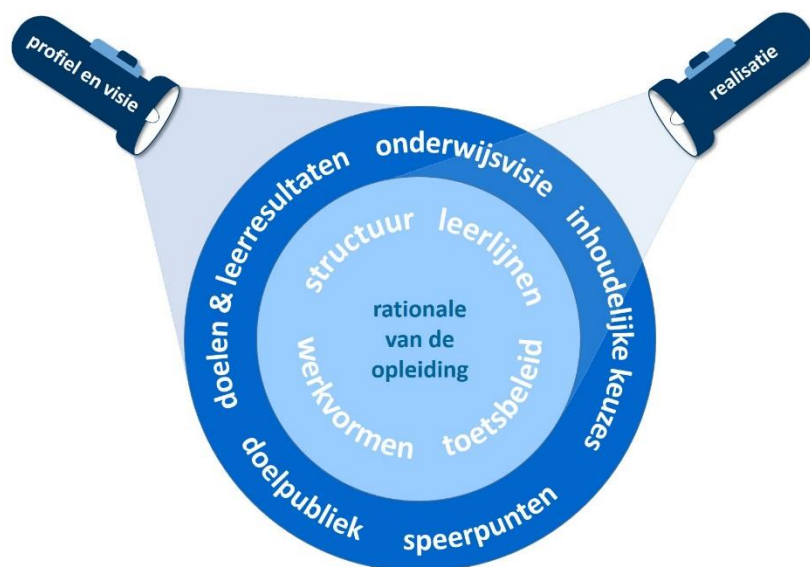 profiel en visie
realisatie
doelen & leerresultaten
onderwijsvisie
inhoudelijke keuzes
speerpunten
doelpubliek
structuur
leerlijnen
toetsbeleid
werkvormen
rationale
van de
opleiding